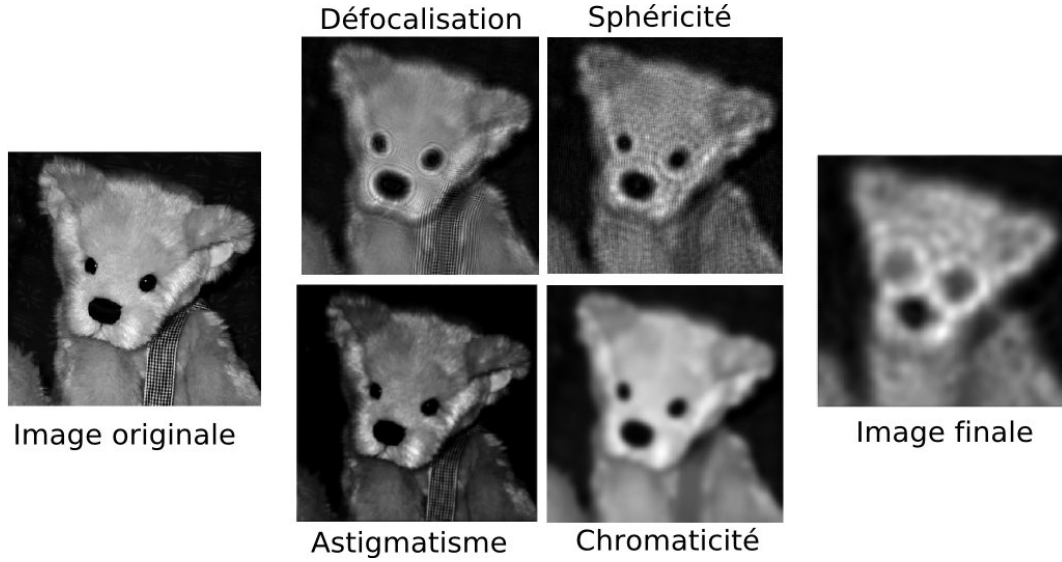 Défocalisation
Sphéricité
Image originale
Image finale
Astigmatisme
Chromaticité